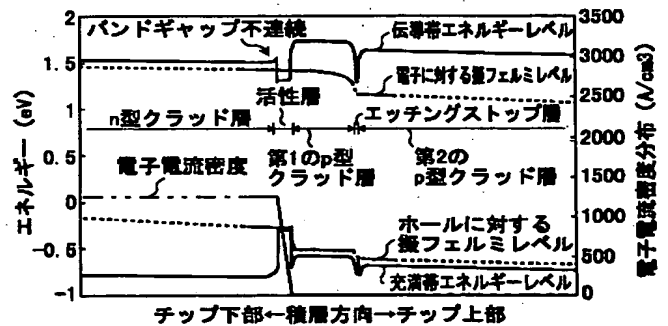 2
1.5
1
0.5
0
-0.5
-1
エネルギー (eV)
バンドギャップ不連続
伝導帯エネルギーレベル
電子に対する擬フェルミレベル
活性層
n型クラッド層
エッチングストップ層
電子電流密度
第1のp型
クラッド層
第2の
p型クラッド層
ホールに対する
擬フェルミレベル
充満帯エネルギーレベル
3500
3000
2500
2000
1500
1000
500
0
電子電流密度分布 (A/cm3)
チップ下部←積層方向→チップ上部